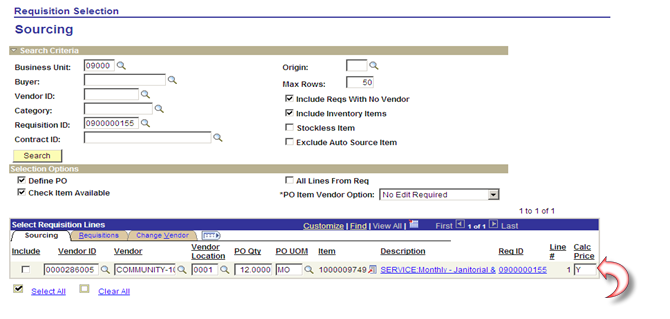 Requisition Selection
Sourcing
Search Criteria
Business Unit: 09000
Origin:
Buyer:
Max Rows: 50
Vendor ID:
Include Reqs With No Vendor
Category:
Include Inventory Items
Requisition ID: 0900000155
Stockless Item
Contract ID:
Exclude Auto Source Item
Search
Selection Options
Define PO
All Lines From Req
Check Item Available
*PO Item Vendor Option: No Edit Required
1 to 1 of 1
Select Requisition Lines Customize | Find | View All | First 1 of 1 Last
Sourcing Requisitions Change Vendor
Include Vendor ID Vendor Vendor Location PO Qty PO UOM Item Description Req ID Line # Calc Price
0000286005 COMMUNITY-10 0001 12.0000 MO 1000009749 SERVICE:Monthly - Janitorial & 0900000155 1 Y
Select All Clear All